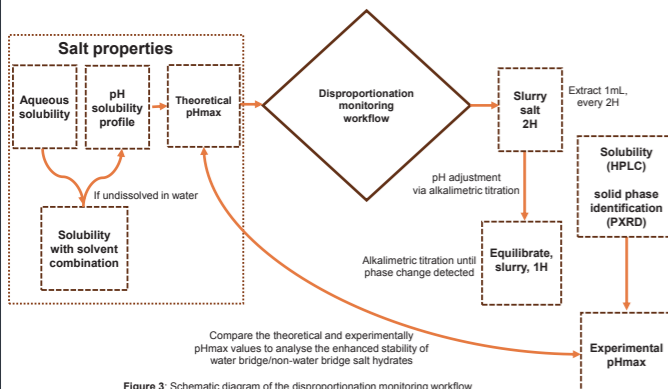 Salt properties
Aqueous
solubility
pH
solubility
profile
Theoretical
pHmax
If undissolved in water
Solubility
with solvent
combination
Disproportionation
monitoring
workflow
Slurry
salt
2H
Extract 1mL,
every 2H
pH adjustment
via alkalimetric titration
Alkalimetric titration until
phase change detected
Equilibrate,
slurry, 1H
Solubility
(HPLC)
solid phase
identification
(PXRD)
Experimental
pHmax
Compare the theoretical and experimentally
pHmax values to analyse the enhanced stability of
water bridge/non-water bridge salt hydrates
Figure 3: Schematic diagram of the disproportionation monitoring workflow